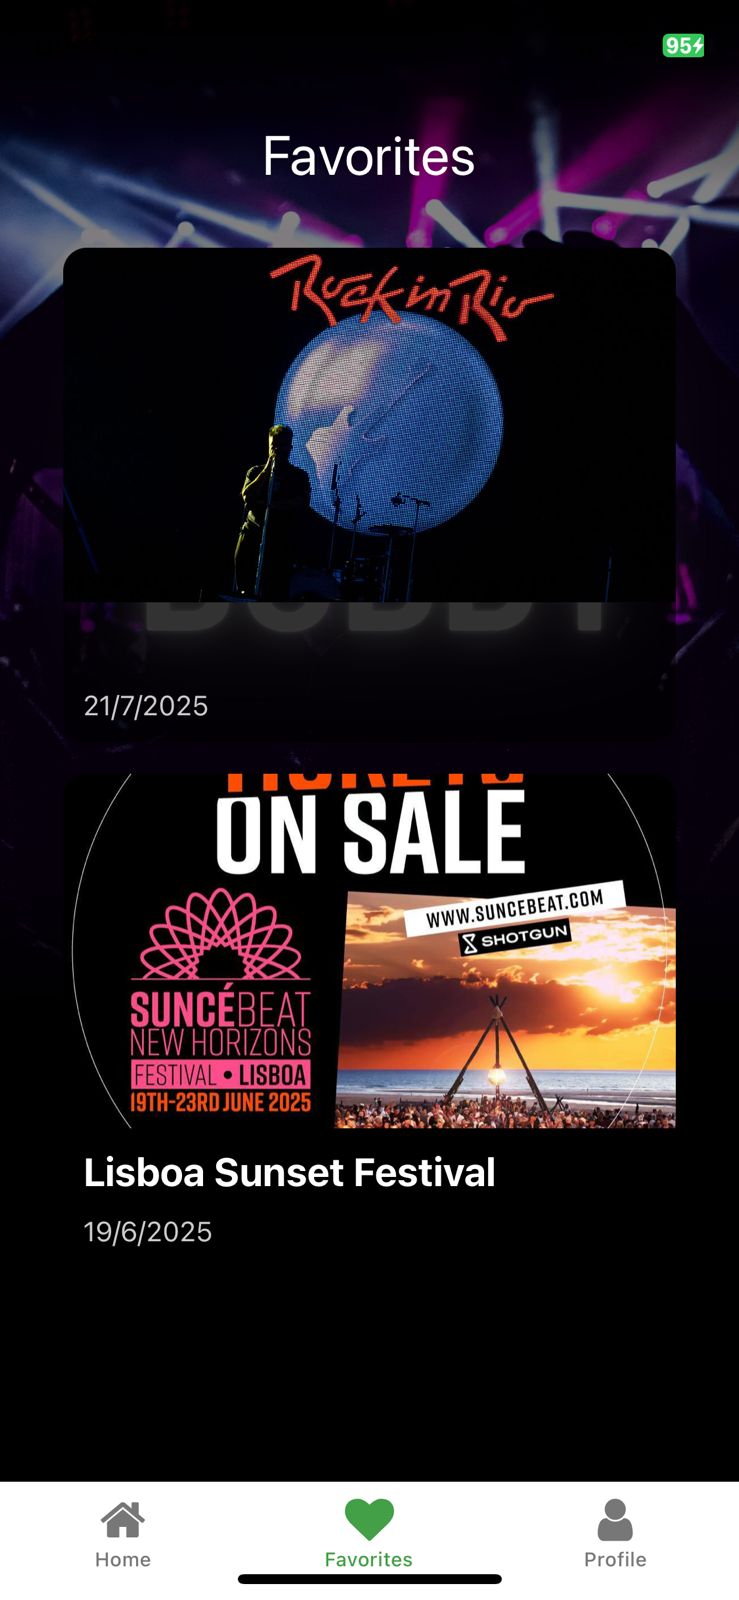 95
Favorites
Rock in Rio
21/7/2025
ON SALE
WWW.SUNCEBEAT.COM
SHOTGUN
SUNCÉBEAT
NEW HORIZONS
FESTIVAL • LISBOA
19TH-23RD JUNE 2025
Lisboa Sunset Festival
19/6/2025
Home
Favorites
Profile